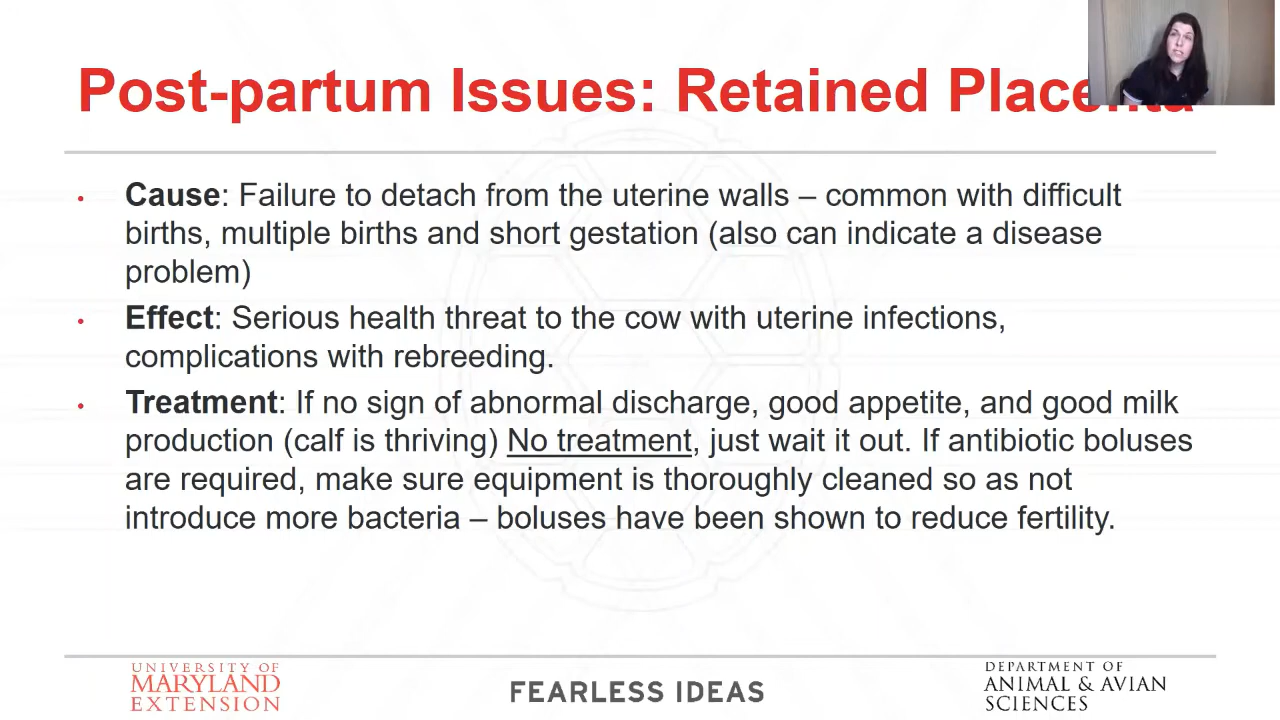 Post-partum Issues: Retained Placenta
• Cause: Failure to detach from the uterine walls – common with difficult
births, multiple births and short gestation (also can indicate a disease
problem)
• Effect: Serious health threat to the cow with uterine infections,
complications with rebreeding.
• Treatment: If no sign of abnormal discharge, good appetite, and good milk
production (calf is thriving) No treatment, just wait it out. If antibiotic boluses
are required, make sure equipment is thoroughly cleaned so as not
introduce more bacteria – boluses have been shown to reduce fertility.
UNIVERSITY OF
MARYLAND
EXTENSION
FEARLESS IDEAS
DEPARTMENT OF
ANIMAL & AVIAN
SCIENCES